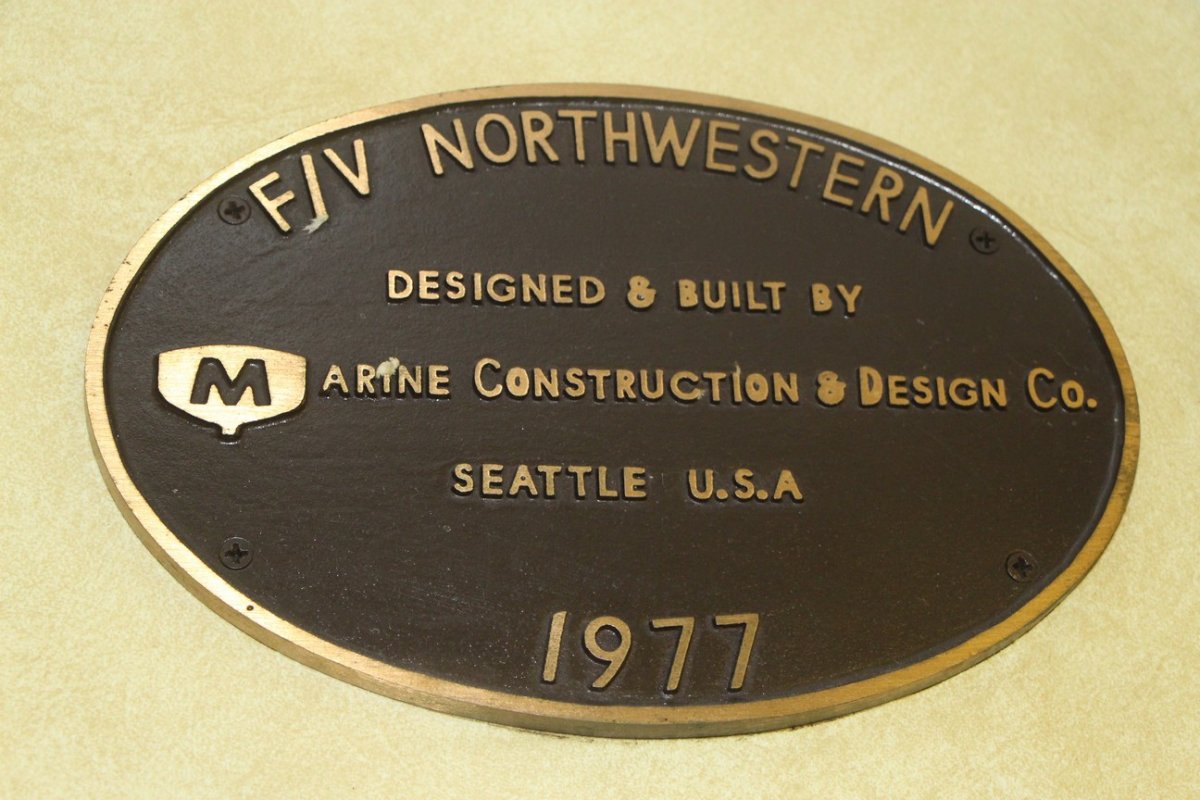 F/V NORTHWESTERN
DESIGNED & BUILT BY
MARINE CONSTRUCTION & DESIGN CO.
SEATTLE U.S.A
1977